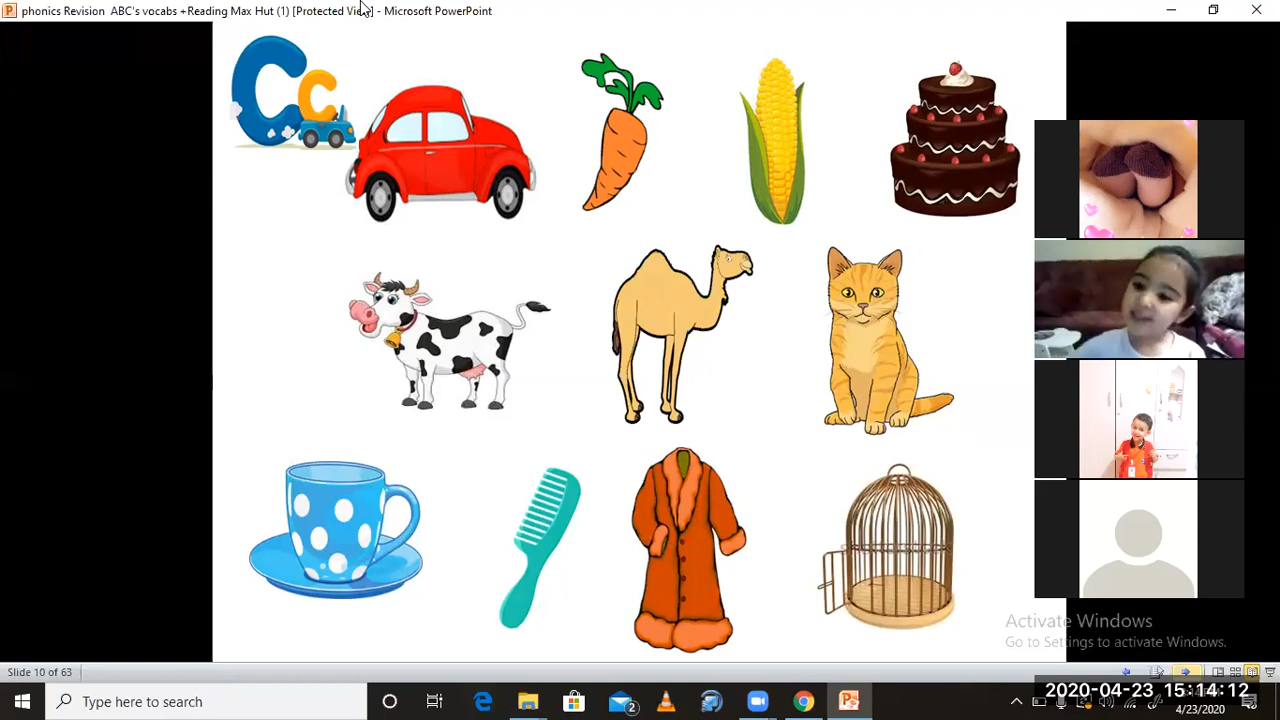 phonics Revision ABC's vocabs +Reading Max Hut (1) [Protected View] - Microsoft PowerPoint
Cc
Activate Windows
Go to Settings to activate Windows.
Slide 10 of 63
Type here to search
2
2020-04-23 15:14:12
4/23/2020